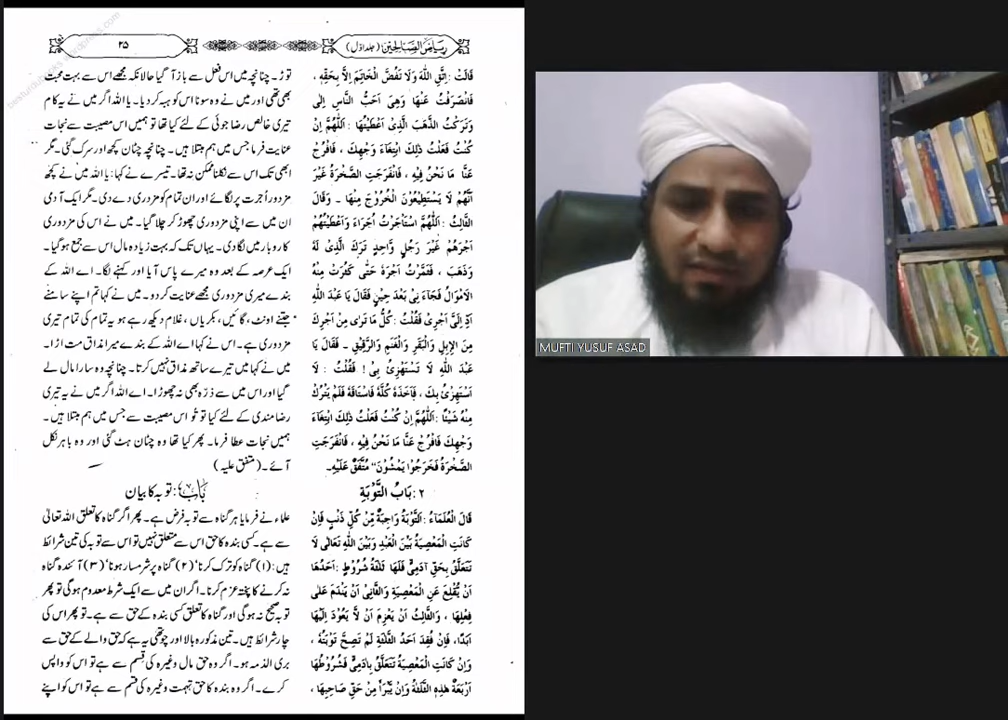 ریاض الصالحین (جلد اوّل)
۲۵
قَالَتْ : اِتَّقِ اللّٰهَ وَلَا تَفُضَّ الْخَاتِمَ اِلَّا بِحَقِّهٖ ،
فَانْصَرَفْتُ عَنْهَا وَهِیَ اَحَبُّ النَّاسِ اِلَیَّ
وَتَرَکْتُ الذَّهَبَ الَّذِیْ اَعْطَیْتُهَا : اَللّٰهُمَّ اِنْ
کُنْتُ فَعَلْتُ ذٰلِکَ ابْتِغَاءَ وَجْهِکَ ، فَافْرُجْ
عَنَّا مَا نَحْنُ فِیْهِ ، فَانْفَرَجَتِ الصَّخْرَةُ غَیْرَ
اَنَّهُمْ لَا یَسْتَطِیْعُوْنَ الْخُرُوْجَ مِنْهَا ۔ وَقَالَ
الثَّالِثُ : اَللّٰهُمَّ اسْتَأْجَرْتُ اُجَرَاءَ وَاَعْطَیْتُهُمْ
اَجْرَهُمْ غَیْرَ رَجُلٍ وَّاحِدٍ تَرَکَ الَّذِیْ لَهٗ
وَذَهَبَ ، فَثَمَّرْتُ اَجْرَهٗ حَتّٰی کَثُرَتْ مِنْهُ
الْاَمْوَالُ فَجَاءَ نِیْ بَعْدَ حِیْنٍ فَقَالَ یَا عَبْدَ اللّٰهِ
اَدِّ اِلَیَّ اَجْرِیْ فَقُلْتُ : کُلُّ مَا تَرٰی مِنْ اَجْرِکَ
مِنَ الْاِبِلِ وَالْبَقَرِ وَالْغَنَمِ وَالرَّقِیْقِ ۔ فَقَالَ یَا
عَبْدَ اللّٰهِ لَا تَسْتَهْزِئْ بِیْ ! فَقُلْتُ : لَا
اَسْتَهْزِئُ بِکَ ، فَاَخَذَهٗ کُلَّهٗ فَاسْتَاقَهٗ فَلَمْ یَتْرُکْ
مِنْهُ شَیْئًا : اَللّٰهُمَّ اِنْ کُنْتُ فَعَلْتُ ذٰلِکَ ابْتِغَاءَ
وَجْهِکَ فَافْرُجْ عَنَّا مَا نَحْنُ فِیْهِ ، فَانْفَرَجَتِ
الصَّخْرَةُ فَخَرَجُوْا یَمْشُوْنَ" مُتَّفَقٌ عَلَیْهِ۔
۲ : بَابُ التَّوْبَةِ
قَالَ الْعُلَمَاءُ : اَلتَّوْبَةُ وَاجِبَةٌ مِّنْ کُلِّ ذَنْبٍ فَاِنْ
کَانَتِ الْمَعْصِیَةُ بَیْنَ الْعَبْدِ وَبَیْنَ اللّٰهِ تَعَالٰی لَا
تَتَعَلَّقُ بِحَقِّ اٰدَمِیٍّ فَلَهَا ثَلٰثَةُ شُرُوْطٍ : اَحَدُهَا
اَنْ یُّقْلِعَ عَنِ الْمَعْصِیَةِ وَالثَّانِیْ اَنْ یَنْدَمَ عَلٰی
فِعْلِهَا ، وَالثَّالِثُ اَنْ یَعْزِمَ اَنْ لَّا یَعُوْدَ اِلَیْهَا
اَبَدًا، فَاِنْ فُقِدَ اَحَدُ الثَّلٰثَةِ لَمْ تَصِحَّ تَوْبَتُهٗ ،
وَاِنْ کَانَتِ الْمَعْصِیَةُ تَتَعَلَّقُ بِاٰدَمِیٍّ فَشُرُوْطُهَا
اَرْبَعَةٌ هٰذِهِ الثَّلٰثَةُ وَاِنْ یَّبْرَأَ مِنْ حَقِّ صَاحِبِهَا ،
توڑ۔ چنانچہ میں اس فعل سے باز آ گیا حالانکہ مجھے اس سے بہت محبت
بھی تھی اور میں نے وہ سونا اس کو ہبہ کر دیا۔ یا اللہ اگر میں نے یہ کام
تیری خالص رضا جوئی کے لئے کیا تھا تو ہمیں اس مصیبت سے نجات
عنایت فرما جس میں ہم مبتلا ہیں۔ چنانچہ چٹان کچھ اور سرک گئی۔ مگر
ابھی تک اس سے نکلنا ممکن نہ تھا۔ تیسرے نے کہا: یا اللہ میں نے کچھ
مزدور اُجرت پر لگائے اور ان تمام کو مزدوری دے دی۔ مگر ایک آدمی
ان میں سے اپنی مزدوری چھوڑ کر چلا گیا۔ میں نے اس کی مزدوری
کاروبار میں لگا دی۔ یہاں تک کہ بہت زیادہ مال اس سے جمع ہو گیا۔
ایک عرصہ کے بعد وہ میرے پاس آیا اور کہنے لگا۔ اے اللہ کے
بندے میری مزدوری مجھے عنایت کر دو۔ میں نے کہا تم اپنے سامنے
جتنے اونٹ، گائیں، بکریاں، غلام دیکھ رہے ہو یہ تمام کی تمام تیری
مزدوری ہے۔ اس نے کہا اے اللہ کے بندے میرا مذاق مت اڑا۔
میں نے کہا میں تیرے ساتھ مذاق نہیں کرتا۔ چنانچہ وہ سارا مال لے
گیا اور اس میں سے ذرّہ بھی نہ چھوڑا۔ اے اللہ اگر میں نے یہ تیری
رضا مندی کے لئے کیا تو تُو اس مصیبت سے جس میں ہم مبتلا ہیں۔
ہمیں نجات عطا فرما۔ پھر کیا تھا وہ چٹان ہٹ گئی اور وہ باہر نکل
آئے۔ (متفق علیہ)
باب: توبہ کا بیان
علماء نے فرمایا ہر گناہ سے توبہ فرض ہے۔ پھر اگر گناہ کا تعلق اللہ تعالیٰ
سے ہے۔ کسی بندہ کا حق اس سے متعلق نہیں تو اس سے توبہ کی تین شرائط
ہیں: (۱) گناہ کو ترک کرنا' (۲) گناہ پر شرمسار ہونا' (۳) آئندہ گناہ
نہ کرنے کا پختہ عزم کرنا۔ اگر ان میں سے ایک شرط معدوم ہوگی تو پھر
توبہ صحیح نہ ہوگی اور گناہ کا تعلق کسی بندہ کے حق سے ہے۔ تو پھر اس کی
چار شرائط ہیں۔ تین مذکورہ بالا اور چوتھی یہ ہے کہ حق والے کے حق سے
بری الذمہ ہو۔ اگر وہ حق مال وغیرہ کی قسم سے ہے تو اس کو واپس
کرے۔ اگر وہ بندہ کا حق تہمت وغیرہ کی قسم سے ہے تو اس کو اپنے
MUFTI YUSUF ASAD